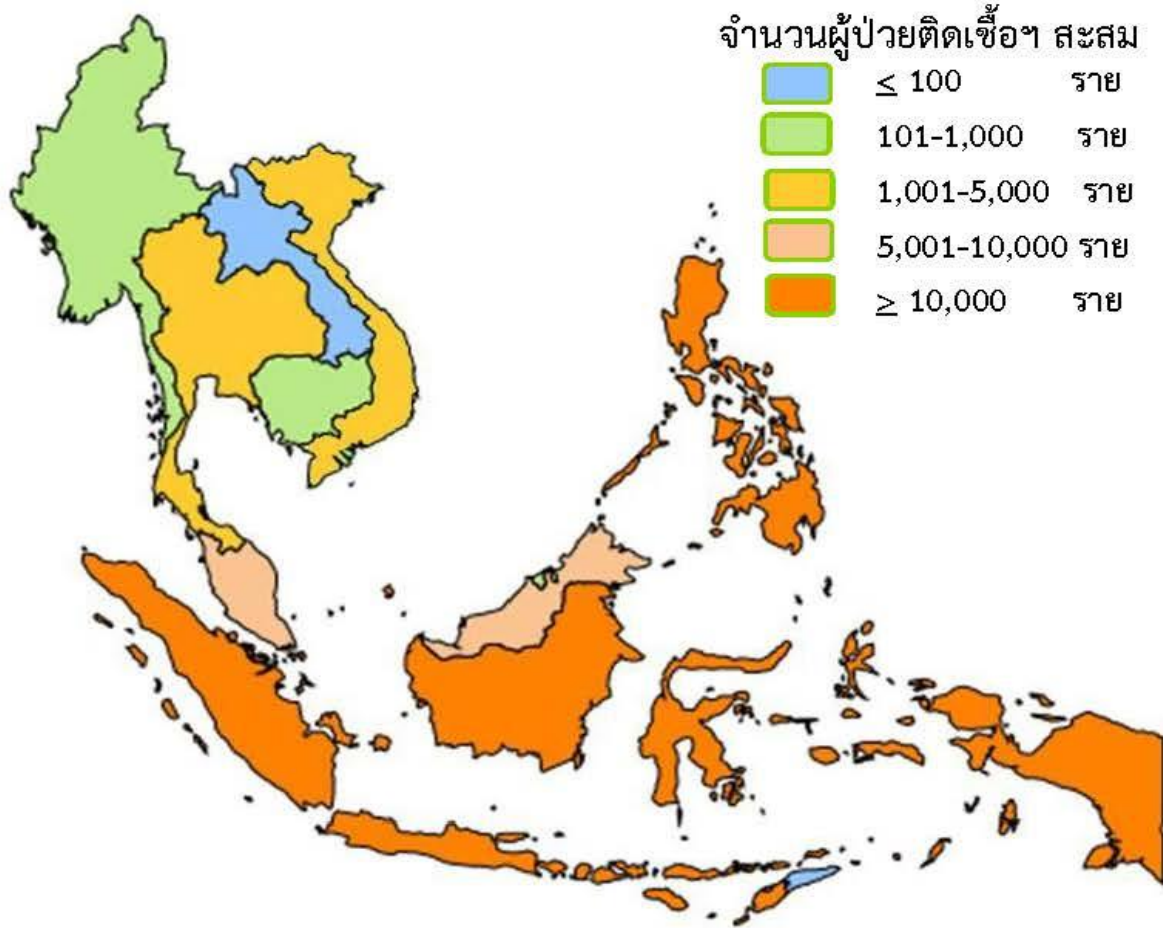 จำนวนผู้ป่วยติดเชื้อฯ สะสม
≤ 100 ราย
101-1,000 ราย
1,001-5,000 ราย
5,001-10,000 ราย
≥ 10,000 ราย